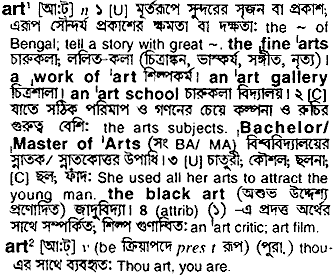 art¹ [আ:ট্] n ১ [U] মূর্তরূপে সুন্দরের সৃজন বা প্রকাশ;
এরূপ সৌন্দর্য প্রকাশের ক্ষমতা বা দক্ষতা: the ~ of
Bengal; tell a story with great ~. the fine ˈarts
চারুকলা; ললিত-কলা (চিত্রাঙ্কন, ভাস্কর্য, সঙ্গীত, নৃত্য)।
a work of ˈart শিল্পকর্ম। an ˈart gallery
চিত্রশালা। an ˈart school চারুকলা বিদ্যালয়। ২ [C]
যাতে সঠিক পরিমাপ ও গণনের চেয়ে কল্পনা ও রুচির
গুরুত্ব বেশি: the arts subjects. Bachelor/
Master of ˈArts (সং BA/ MA) বিশ্ববিদ্যালয়ের
স্নাতক/ স্নাতকোত্তর উপাধি। ৩ [U] চাতুরী; কৌশল, ছলনা;
[C] ছল; ফাঁদ: She used all her arts to attract the
young man. the black art (অশুভ উদ্দেশ্য
প্রণোদিত) জাদুবিদ্যা। ৪ (attrib) (১) -এ প্রদত্ত অর্থের
সাথে সম্পর্কিত; শিল্প গুণান্বিত: an ˈart critic; art film.
art² [আ:ট্] v (be ক্রিয়াপদে pres t রূপ) (পুরা.) thou-
এর সাথে ব্যবহৃত: Thou art, you are.